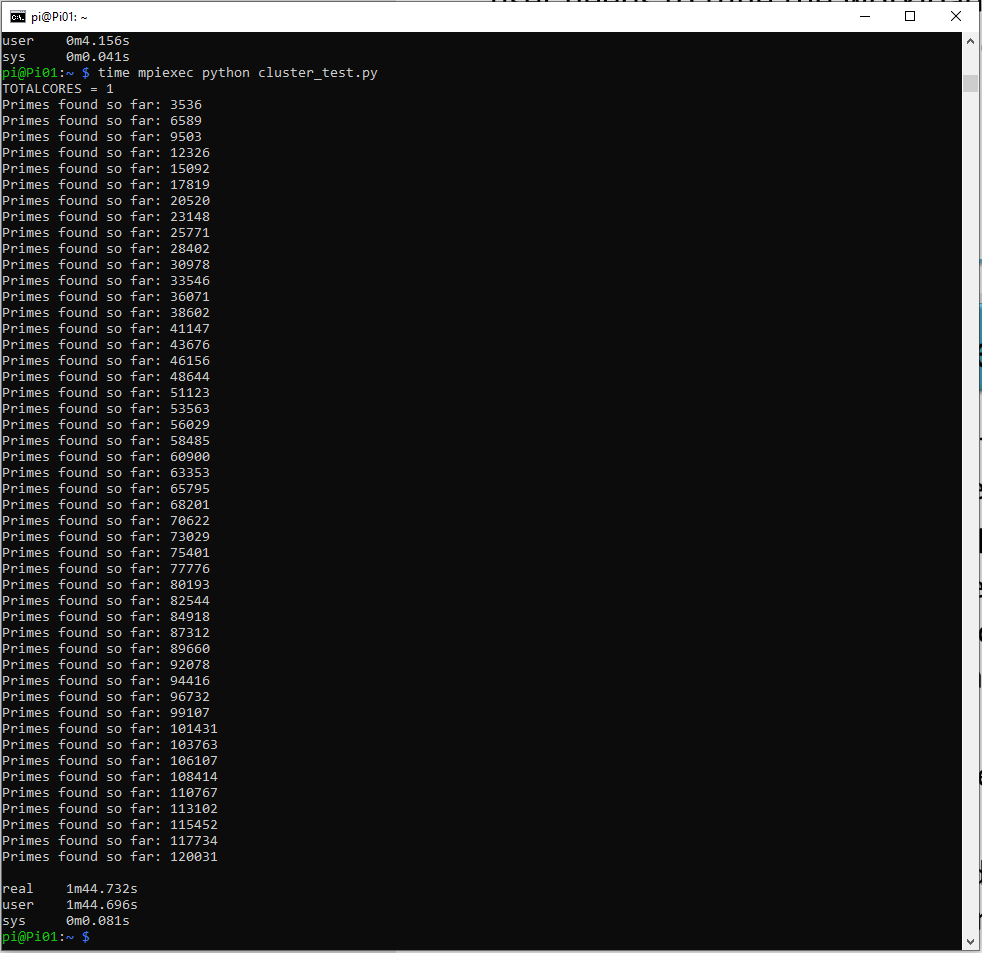 pi@Pi01: ~
user    0m4.156s
sys     0m0.041s
pi@Pi01:~ $ time mpiexec python cluster_test.py
TOTALCORES = 1
Primes found so far: 3536
Primes found so far: 6589
Primes found so far: 9503
Primes found so far: 12326
Primes found so far: 15092
Primes found so far: 17819
Primes found so far: 20520
Primes found so far: 23148
Primes found so far: 25771
Primes found so far: 28402
Primes found so far: 30978
Primes found so far: 33546
Primes found so far: 36071
Primes found so far: 38602
Primes found so far: 41147
Primes found so far: 43676
Primes found so far: 46156
Primes found so far: 48644
Primes found so far: 51123
Primes found so far: 53563
Primes found so far: 56029
Primes found so far: 58485
Primes found so far: 60900
Primes found so far: 63353
Primes found so far: 65795
Primes found so far: 68201
Primes found so far: 70622
Primes found so far: 73029
Primes found so far: 75401
Primes found so far: 77776
Primes found so far: 80193
Primes found so far: 82544
Primes found so far: 84918
Primes found so far: 87312
Primes found so far: 89660
Primes found so far: 92078
Primes found so far: 94416
Primes found so far: 96732
Primes found so far: 99107
Primes found so far: 101431
Primes found so far: 103763
Primes found so far: 106107
Primes found so far: 108414
Primes found so far: 110767
Primes found so far: 113102
Primes found so far: 115452
Primes found so far: 117734
Primes found so far: 120031
real    1m44.732s
user    1m44.696s
sys     0m0.081s
pi@Pi01:~ $